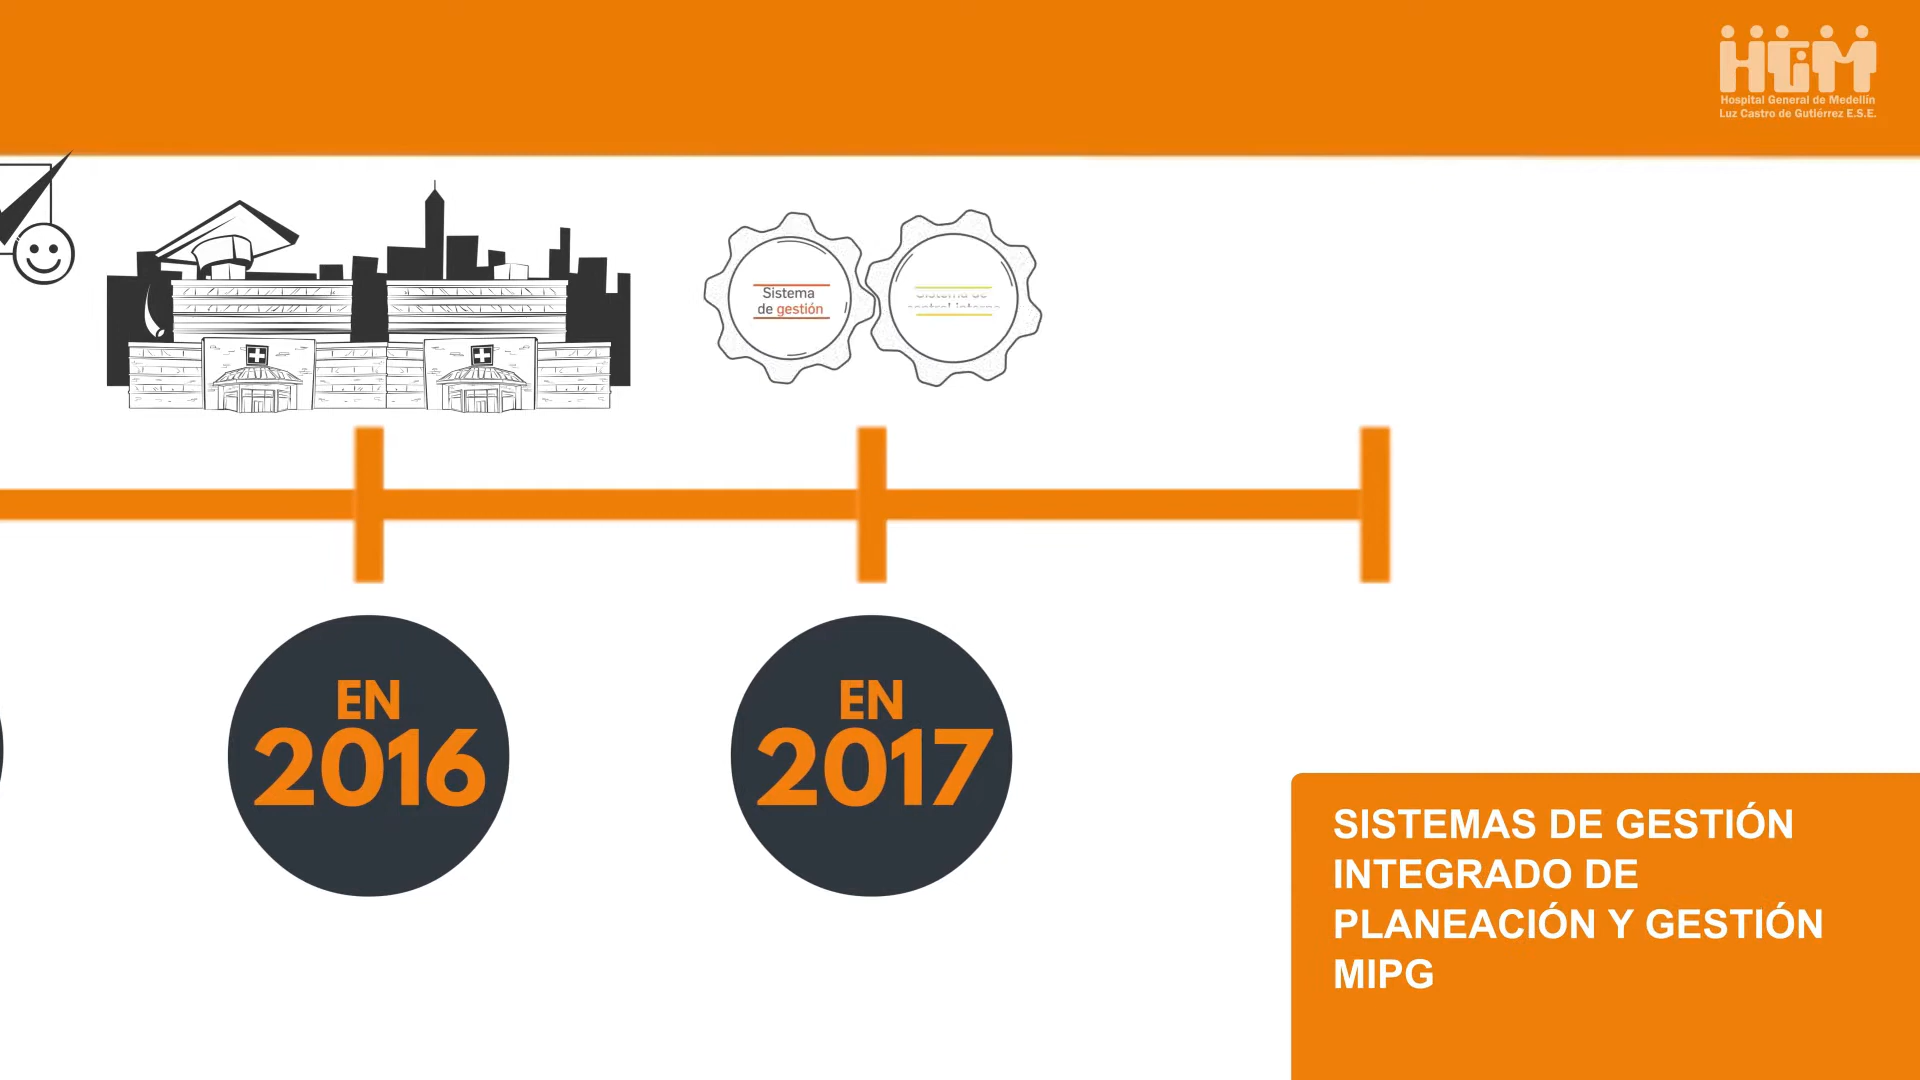 HGM
Hospital General de Medellín
Luz Castro de Gutiérrez E.S.E.
Sistema
de gestión
EN
2016
EN
2017
SISTEMAS DE GESTIÓN
INTEGRADO DE
PLANEACIÓN Y GESTIÓN
MIPG